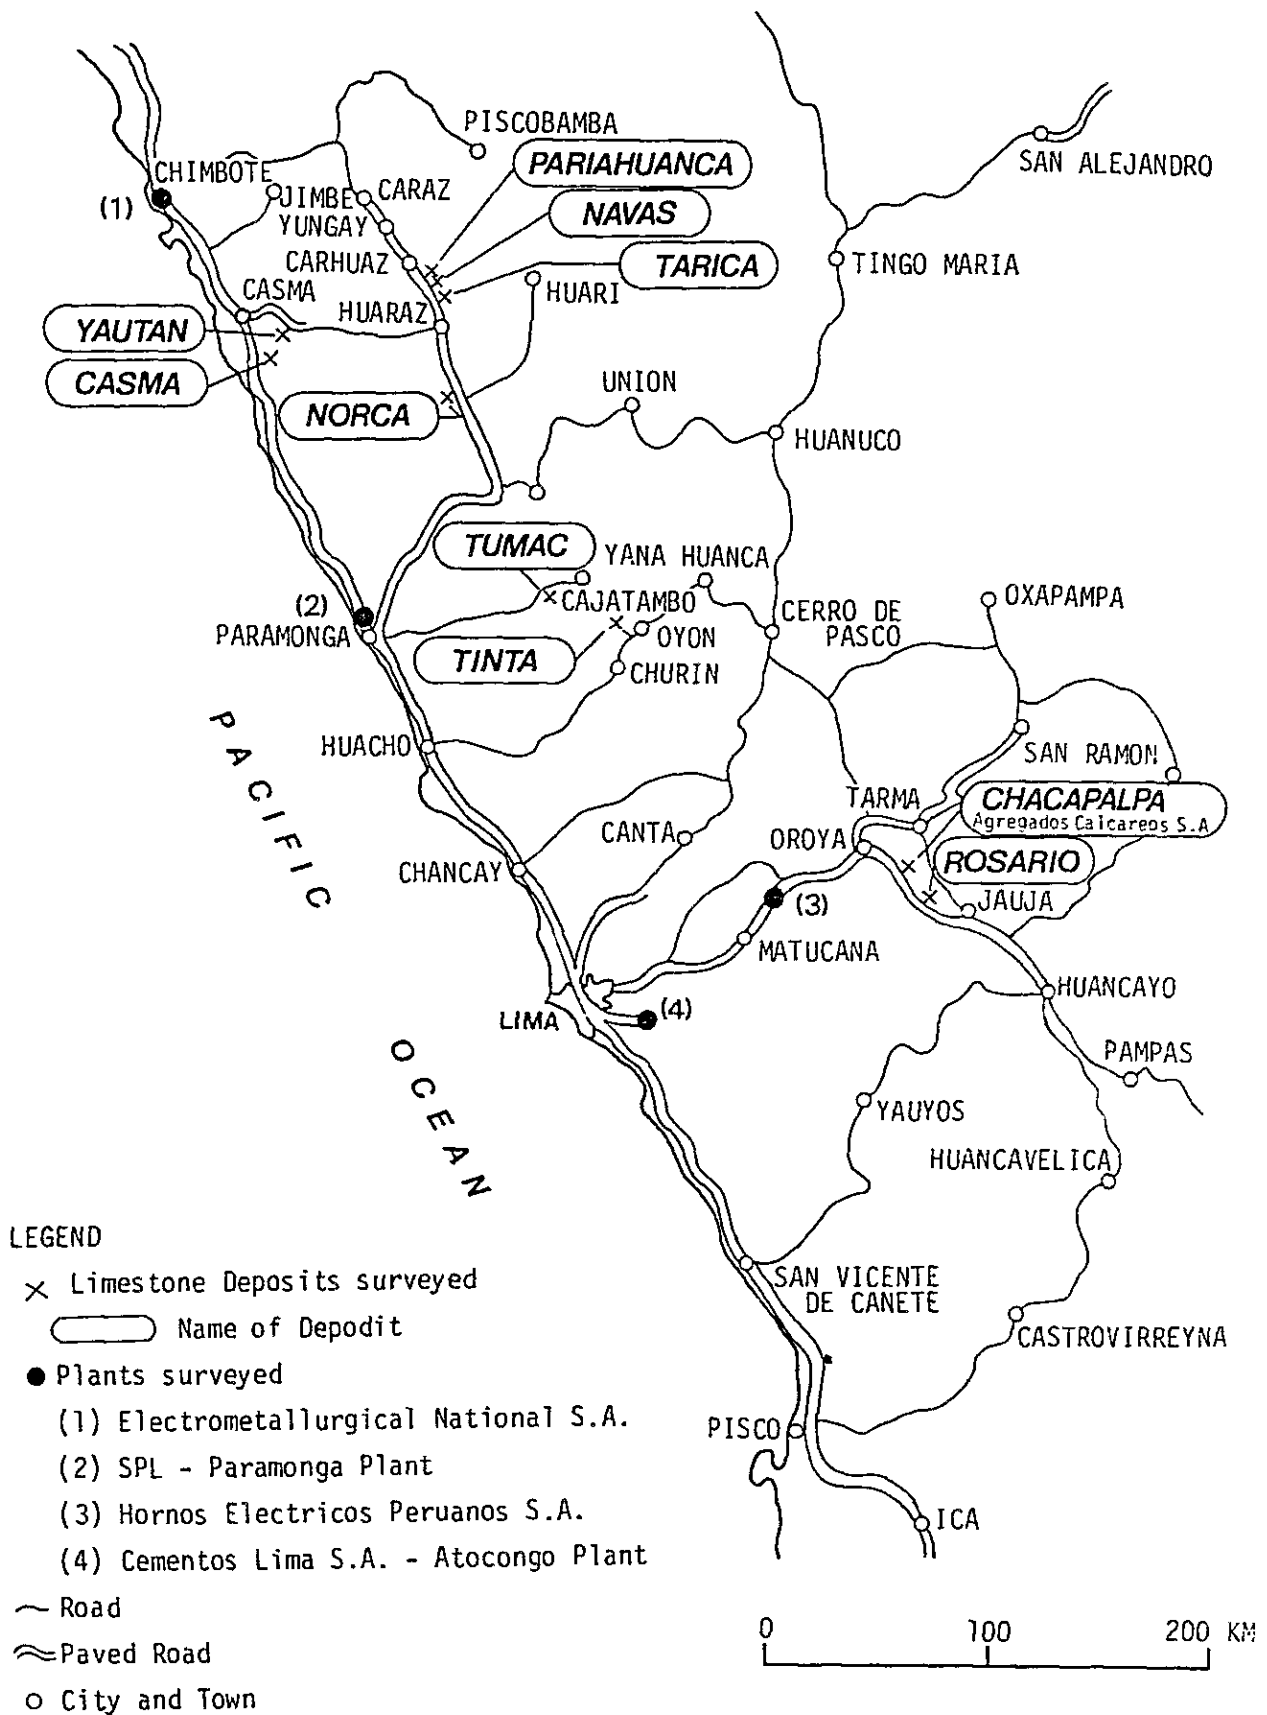 PISCOBAMBA
PARIAHUANCA
SAN ALEJANDRO
CHIMBOTE
(1)
JIMBE
CARAZ
NAVAS
YUNGAY
CARHUAZ
TARICA
TINGO MARIA
CASMA
HUARI
HUARAZ
YAUTAN
CASMA
UNION
NORCA
HUANUCO
TUMAC
YANA HUANCA
(2)
CAJATAMBO
CERRO DE
PASCO
OXAPAMPA
PARAMONGA
OYON
TINTA
CHURIN
PACIFIC
HUACHO
SAN RAMON
TARMA
CHACAPALPA
Agregados Calcareos S.A
CANTA
OROYA
ROSARIO
CHANCAY
(3)
JAUJA
MATUCANA
HUANCAYO
LIMA
(4)
OCEAN
PAMPAS
YAUYOS
HUANCAVELICA
SAN VICENTE
DE CANETE
CASTROVIRREYNA
PISCO
ICA
LEGEND
× Limestone Deposits surveyed
Name of Depodit
Plants surveyed
(1) Electrometallurgical National S.A.
(2) SPL - Paramonga Plant
(3) Hornos Electricos Peruanos S.A.
(4) Cementos Lima S.A. - Atocongo Plant
Road
Paved Road
City and Town
0 100 200 KM